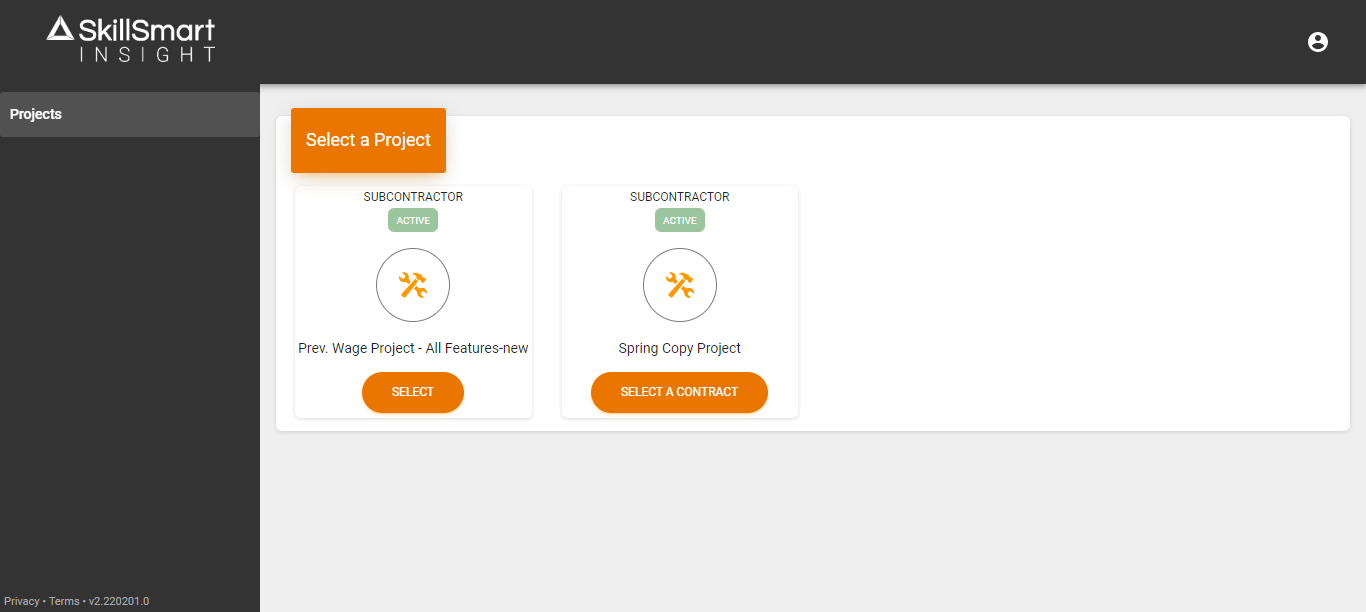 SkillSmart
INSIGHT
Projects
Select a Project
SUBCONTRACTOR
ACTIVE
Prev. Wage Project - All Features-new
SELECT
SUBCONTRACTOR
ACTIVE
Spring Copy Project
SELECT A CONTRACT
Privacy • Terms • v2.220201.0